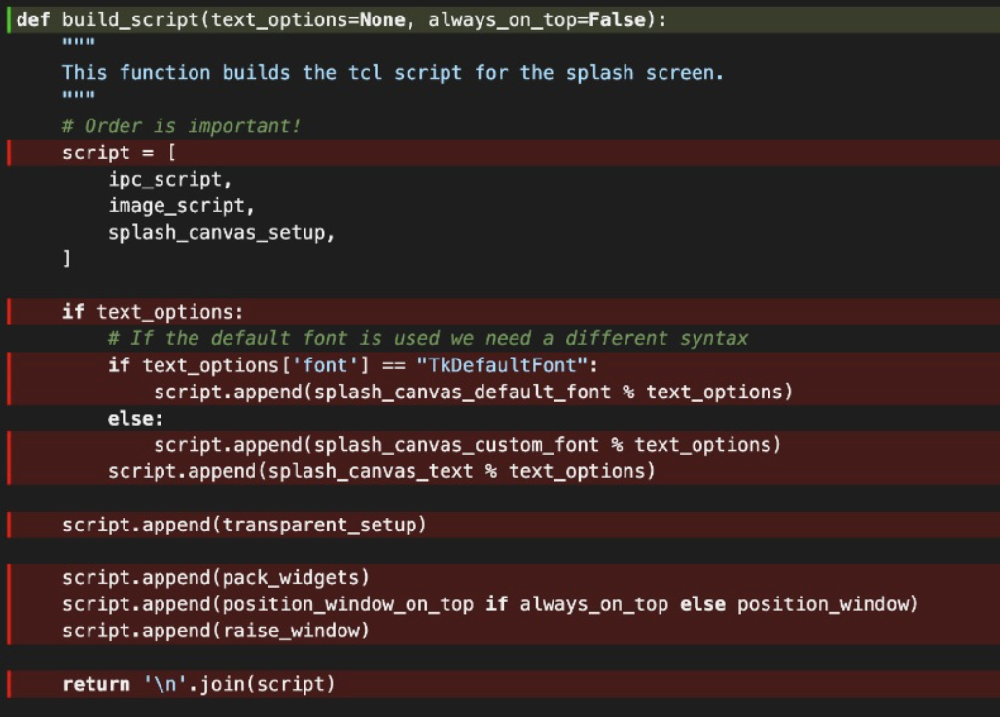 def build_script(text_options=None, always_on_top=False):
    """
    This function builds the tcl script for the splash screen.
    """
    # Order is important!
    script = [
        ipc_script,
        image_script,
        splash_canvas_setup,
    ]
    if text_options:
        # If the default font is used we need a different syntax
        if text_options['font'] == "TkDefaultFont":
            script.append(splash_canvas_default_font % text_options)
        else:
            script.append(splash_canvas_custom_font % text_options)
        script.append(splash_canvas_text % text_options)
    script.append(transparent_setup)
    script.append(pack_widgets)
    script.append(position_window_on_top if always_on_top else position_window)
    script.append(raise_window)
    return '\n'.join(script)